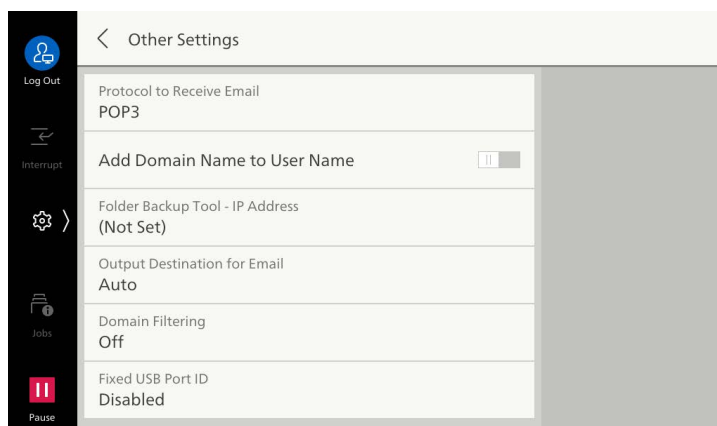 Other Settings
Log Out
Interrupt
Jobs
Pause
Protocol to Receive Email
POP3
Add Domain Name to User Name
Folder Backup Tool - IP Address
(Not Set)
Output Destination for Email
Auto
Domain Filtering
Off
Fixed USB Port ID
Disabled